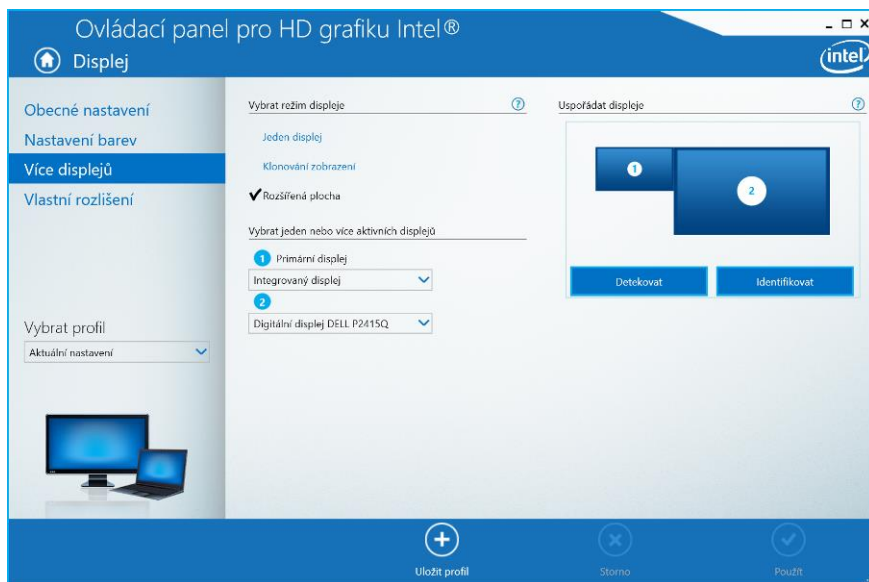 Ovládací panel pro HD grafiku Intel®
Displej
intel
Obecné nastavení
Nastavení barev
Více displejů
Vlastní rozlišení
Vybrat profil
Aktuální nastavení
Vybrat režim displeje
?
Jeden displej
Klonování zobrazení
Rozšířená plocha
Vybrat jeden nebo více aktivních displejů
1 Primární displej
Integrovaný displej
2
Digitální displej DELL P2415Q
Uspořádat displeje
?
1
2
Detekovat
Identifikovat
Uložit profil
Storno
Použít